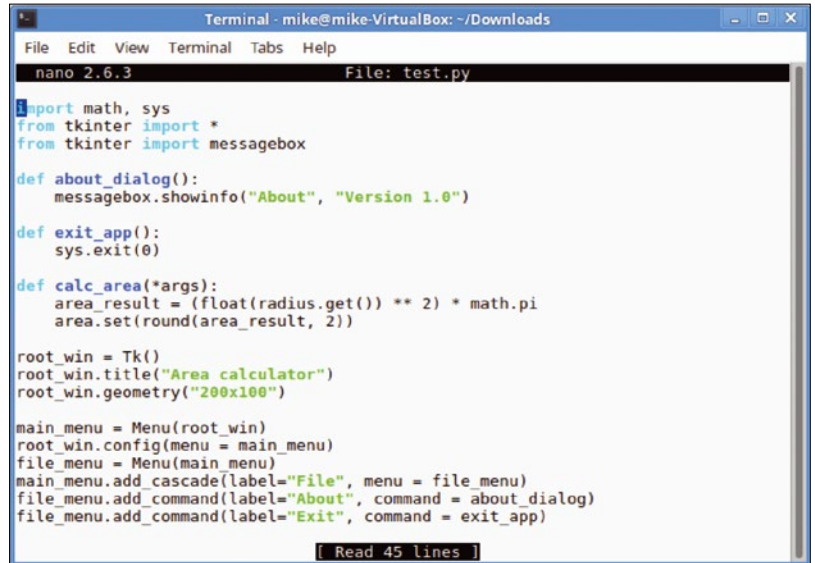 Terminal - mike@mike-VirtualBox: ~/Downloads
File Edit View Terminal Tabs Help
nano 2.6.3 File: test.py
import math, sys
from tkinter import *
from tkinter import messagebox
def about_dialog():
    messagebox.showinfo("About", "Version 1.0")
def exit_app():
    sys.exit(0)
def calc_area(*args):
    area_result = (float(radius.get()) ** 2) * math.pi
    area.set(round(area_result, 2))
root_win = Tk()
root_win.title("Area calculator")
root_win.geometry("200x100")
main_menu = Menu(root_win)
root_win.config(menu = main_menu)
file_menu = Menu(main_menu)
main_menu.add_cascade(label="File", menu = file_menu)
file_menu.add_command(label="About", command = about_dialog)
file_menu.add_command(label="Exit", command = exit_app)
[ Read 45 lines ]